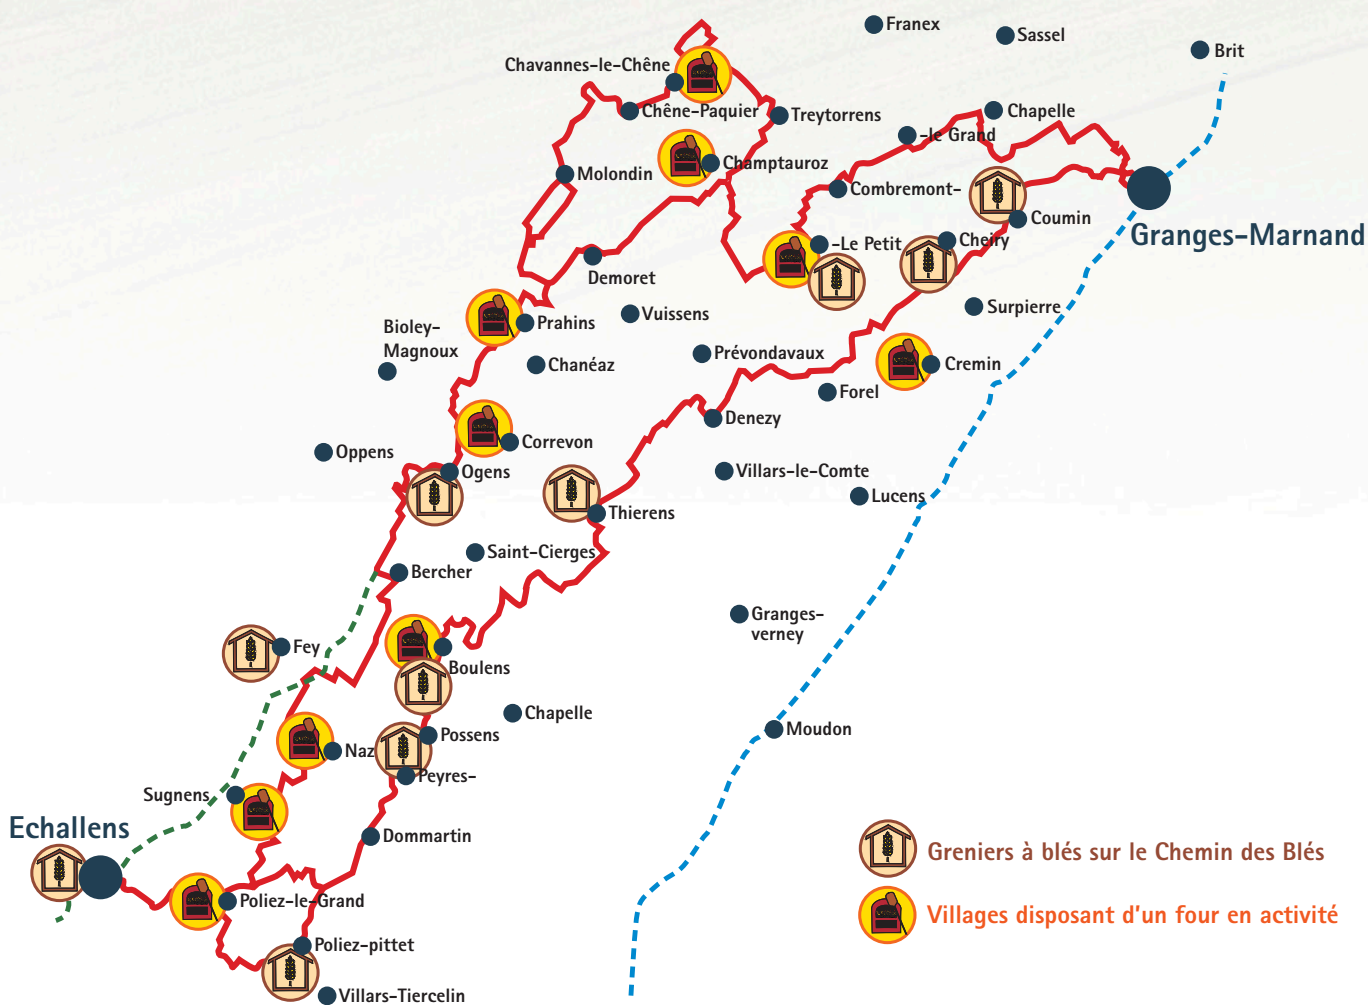 Franex
Sassel
Brit
Chavannes-le-Chêne
Chêne-Paquier
Treytorrens
Chapelle
-le Grand
Champtauroz
Molondin
Combremont-
Coumin
Granges-Marnand
-Le Petit
Cheiry
Demoret
Surpierre
Vuissens
Prahins
Bioley-
Magnoux
Prévondavaux
Chanéaz
Cremin
Forel
Denezy
Correvon
Oppens
Ogens
Villars-le-Comte
Lucens
Thierens
Saint-Cierges
Bercher
Granges-
verney
Fey
Boulens
Chapelle
Possens
Moudon
Naz
Peyres-
Sugnens
Echallens
Dommartin
Greniers à blés sur le Chemin des Blés
Poliez-le-Grand
Villages disposant d'un four en activité
Poliez-pittet
Villars-Tiercelin